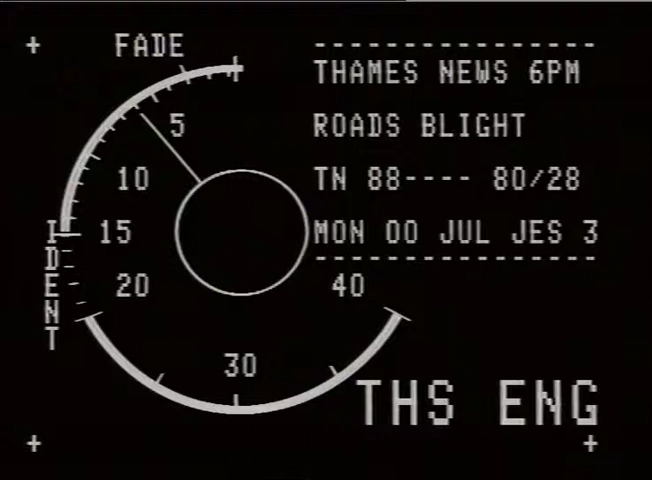 FADE
THAMES NEWS 6PM
ROADS BLIGHT
TN 88---- 80/28
MON 00 JUL JES 3
5
10
15
20
30
40
IDENT
THS ENG